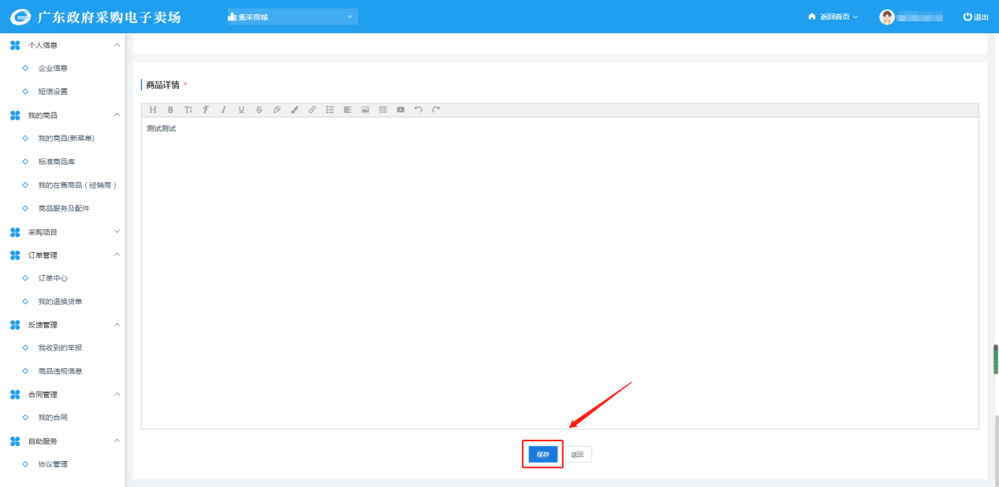 广东政府采购电子卖场
集采商城
返回首页
退出
个人信息
企业信息
短信设置
我的商品
我的商品(新菜单)
标准商品库
我的在售商品（经销商）
商品服务及配件
采购项目
订单管理
订单中心
我的退换货单
反馈管理
我收到的举报
商品违规信息
合同管理
我的合同
自助服务
协议管理
商品详情 *
H B TI F I U S
测试测试
保存 返回